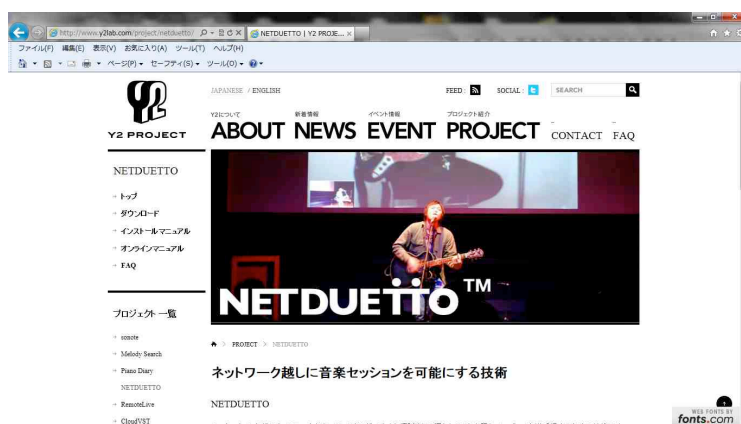 http://www.y2lab.com/project/netduetto/
NETDUETTO | Y2 PROJE...
ファイル(F) 編集(E) 表示(V) お気に入り(A) ツール(T) ヘルプ(H)
ページ(P) セーフティ(S) ツール(O)
Y2 PROJECT
JAPANESE / ENGLISH
FEED : SOCIAL : SEARCH
Y2について 新着情報 イベント情報 プロジェクト紹介
ABOUT NEWS EVENT PROJECT CONTACT FAQ
NETDUETTO
トップ
ダウンロード
インストールマニュアル
オンラインマニュアル
FAQ
プロジェクト一覧
sonote
Melody Search
Piano Diary
NETDUETTO
RemoteLive
CloudVST
NETDUETTO™
PROJECT > NETDUETTO
ネットワーク越しに音楽セッションを可能にする技術
NETDUETTO
WEB FONTS BY
fonts.com